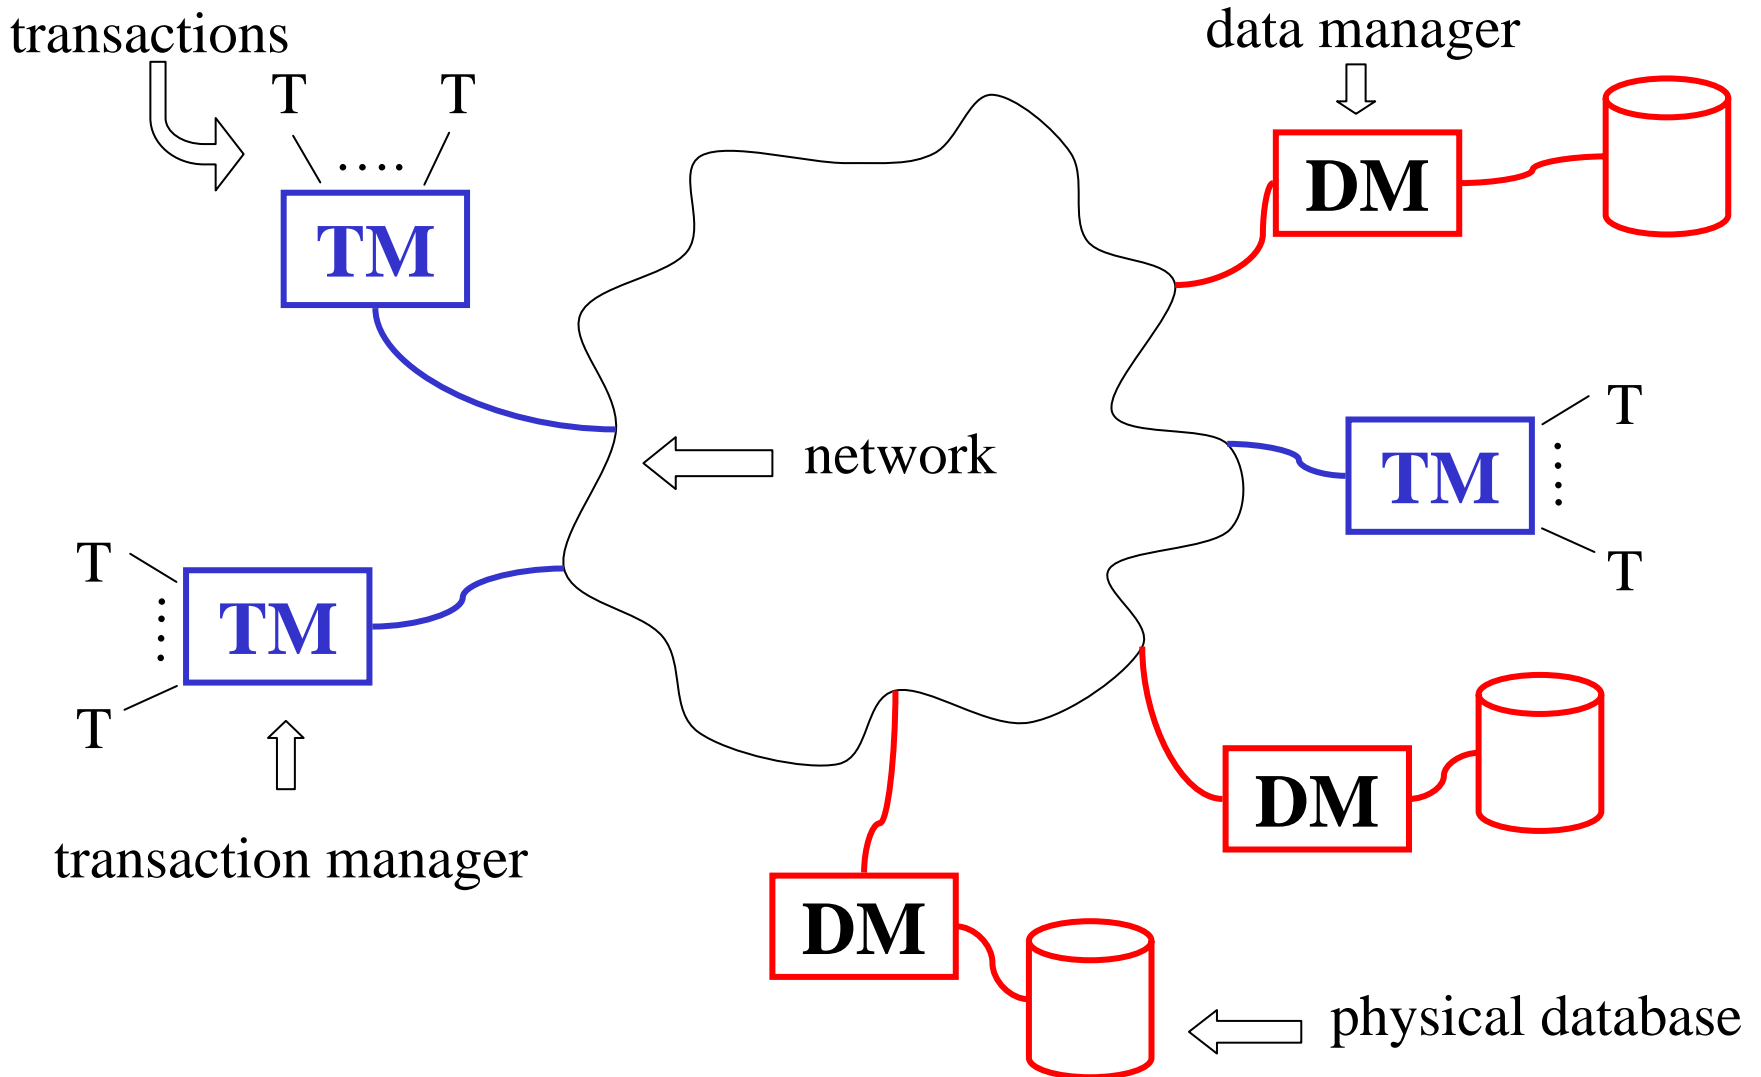 transactions
data manager
T T
....
DM
TM
T
network
TM
....
T
T
TM
....
T
DM
transaction manager
DM
physical database